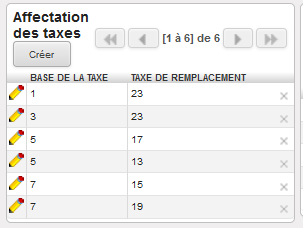 Affectation
des taxes
[1 à 6] de 6
Créer
BASE DE LA TAXE TAXE DE REMPLACEMENT
1 23
3 23
5 17
5 13
7 15
7 19